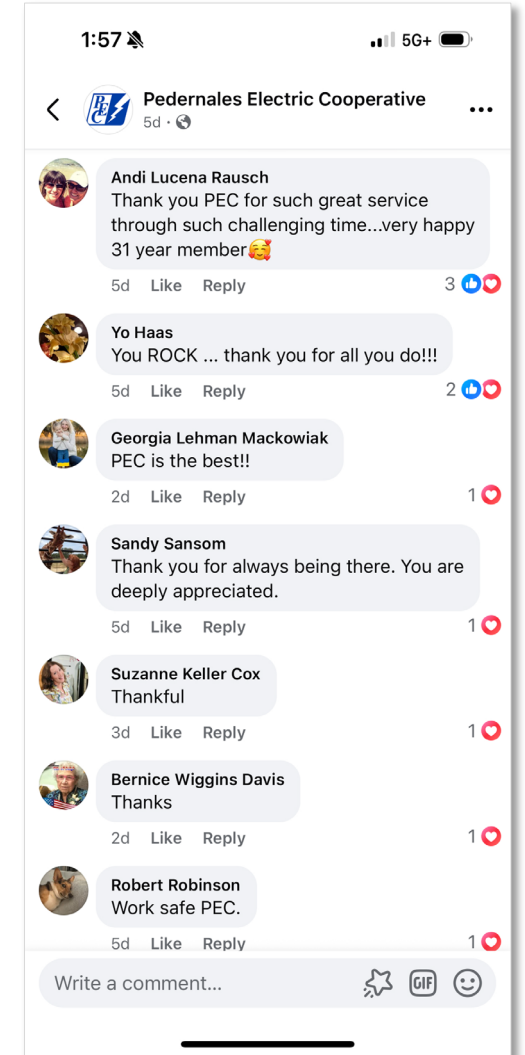 1:57
5G+
PEC
Pedernales Electric Cooperative
5d ·
Andi Lucena Rausch
Thank you PEC for such great service
through such challenging time...very happy
31 year member🥰
5d Like Reply 3
Yo Haas
You ROCK ... thank you for all you do!!!
5d Like Reply 2
Georgia Lehman Mackowiak
PEC is the best!!
2d Like Reply 1
Sandy Sansom
Thank you for always being there. You are
deeply appreciated.
5d Like Reply 1
Suzanne Keller Cox
Thankful
3d Like Reply 1
Bernice Wiggins Davis
Thanks
2d Like Reply 1
Robert Robinson
Work safe PEC.
5d Like Reply 1
Write a comment...
GIF